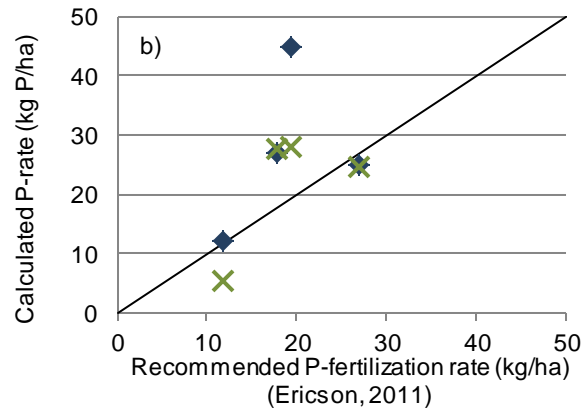 b)
Calculated P-rate (kg P/ha)
50
40
30
20
10
0
0 10 20 30 40 50
Recommended P-fertilization rate (kg/ha)
(Ericson, 2011)